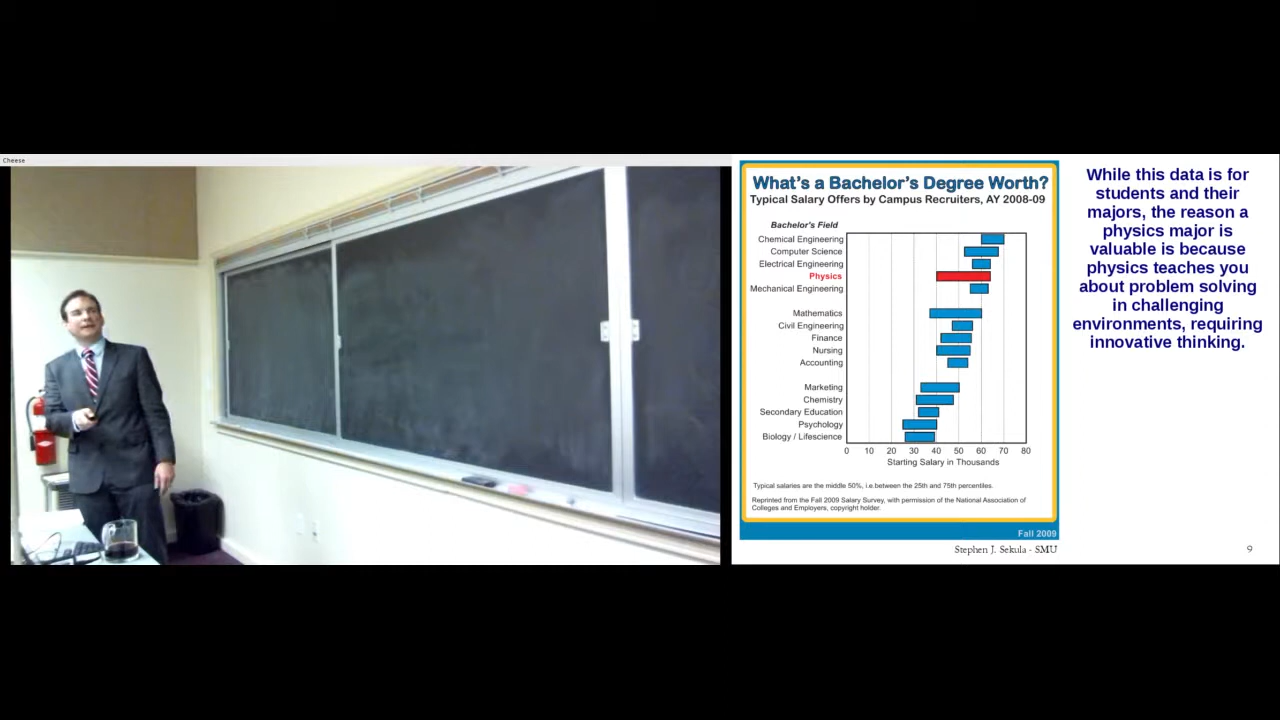 Cheese
What's a Bachelor's Degree Worth?
Typical Salary Offers by Campus Recruiters, AY 2008-09
Bachelor's Field
Chemical Engineering
Computer Science
Electrical Engineering
Physics
Mechanical Engineering
Mathematics
Civil Engineering
Finance
Nursing
Accounting
Marketing
Chemistry
Secondary Education
Psychology
Biology / Lifescience
0 10 20 30 40 50 60 70 80
Starting Salary in Thousands
Typical salaries are the middle 50%, i.e.between the 25th and 75th percentiles.
Reprinted from the Fall 2009 Salary Survey, with permission of the National Association of
Colleges and Employers, copyright holder.
Fall 2009
While this data is for
students and their
majors, the reason a
physics major is
valuable is because
physics teaches you
about problem solving
in challenging
environments, requiring
innovative thinking.
Stephen J. Sekula - SMU
9